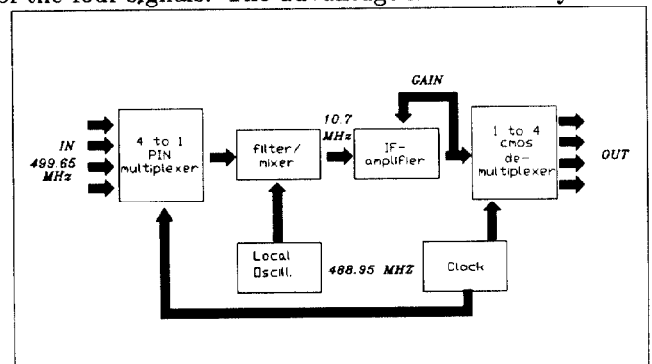 of the four signals. The advantage
GAIN
10.7
MHz
IN
499.65
MHz
4 to 1
PIN
multiplexer
filter/
mixer
IF-
amplifier
1 to 4
cmos
de-
multiplexer
OUT
Local
Oscill.
488.95 MHZ
Clock